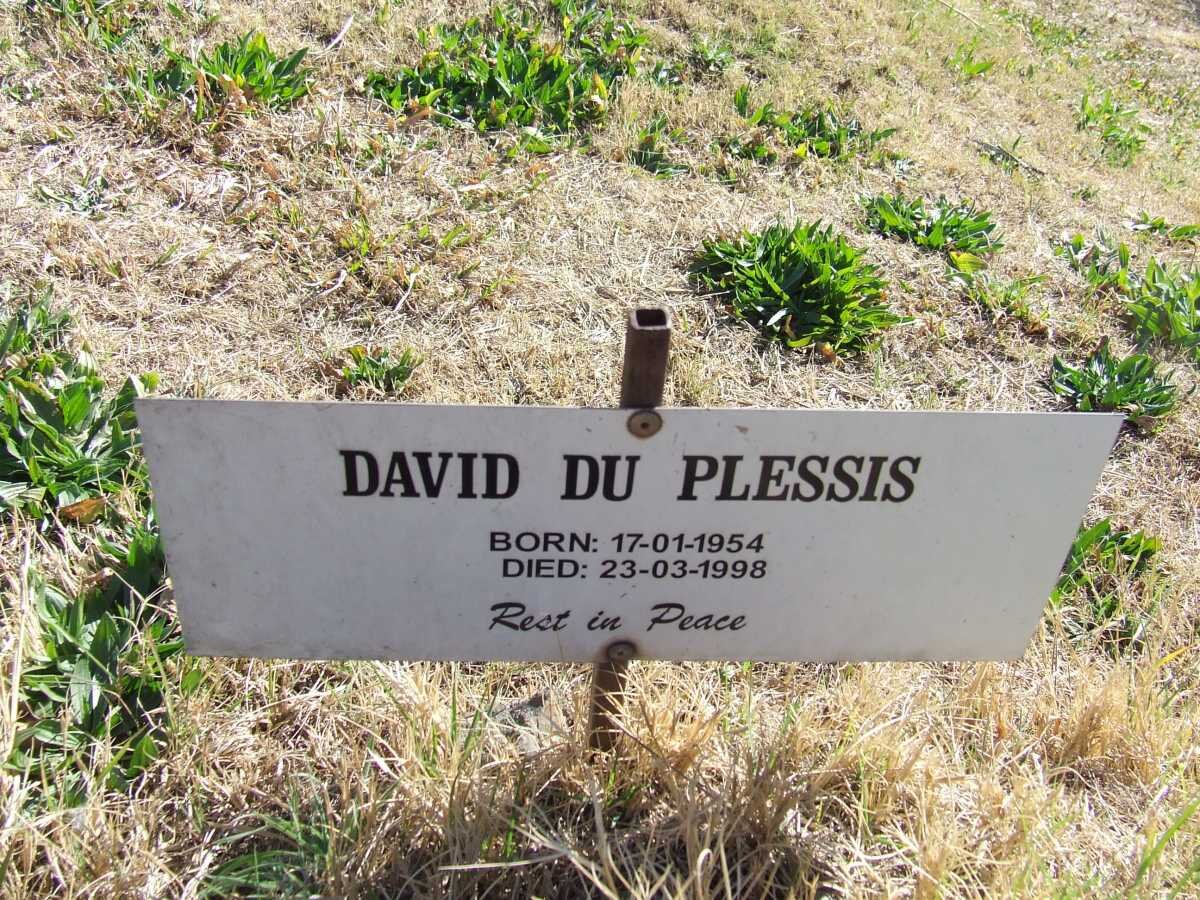 DAVID DU PLESSIS
BORN: 17-01-1954
DIED: 23-03-1998
Rest in Peace